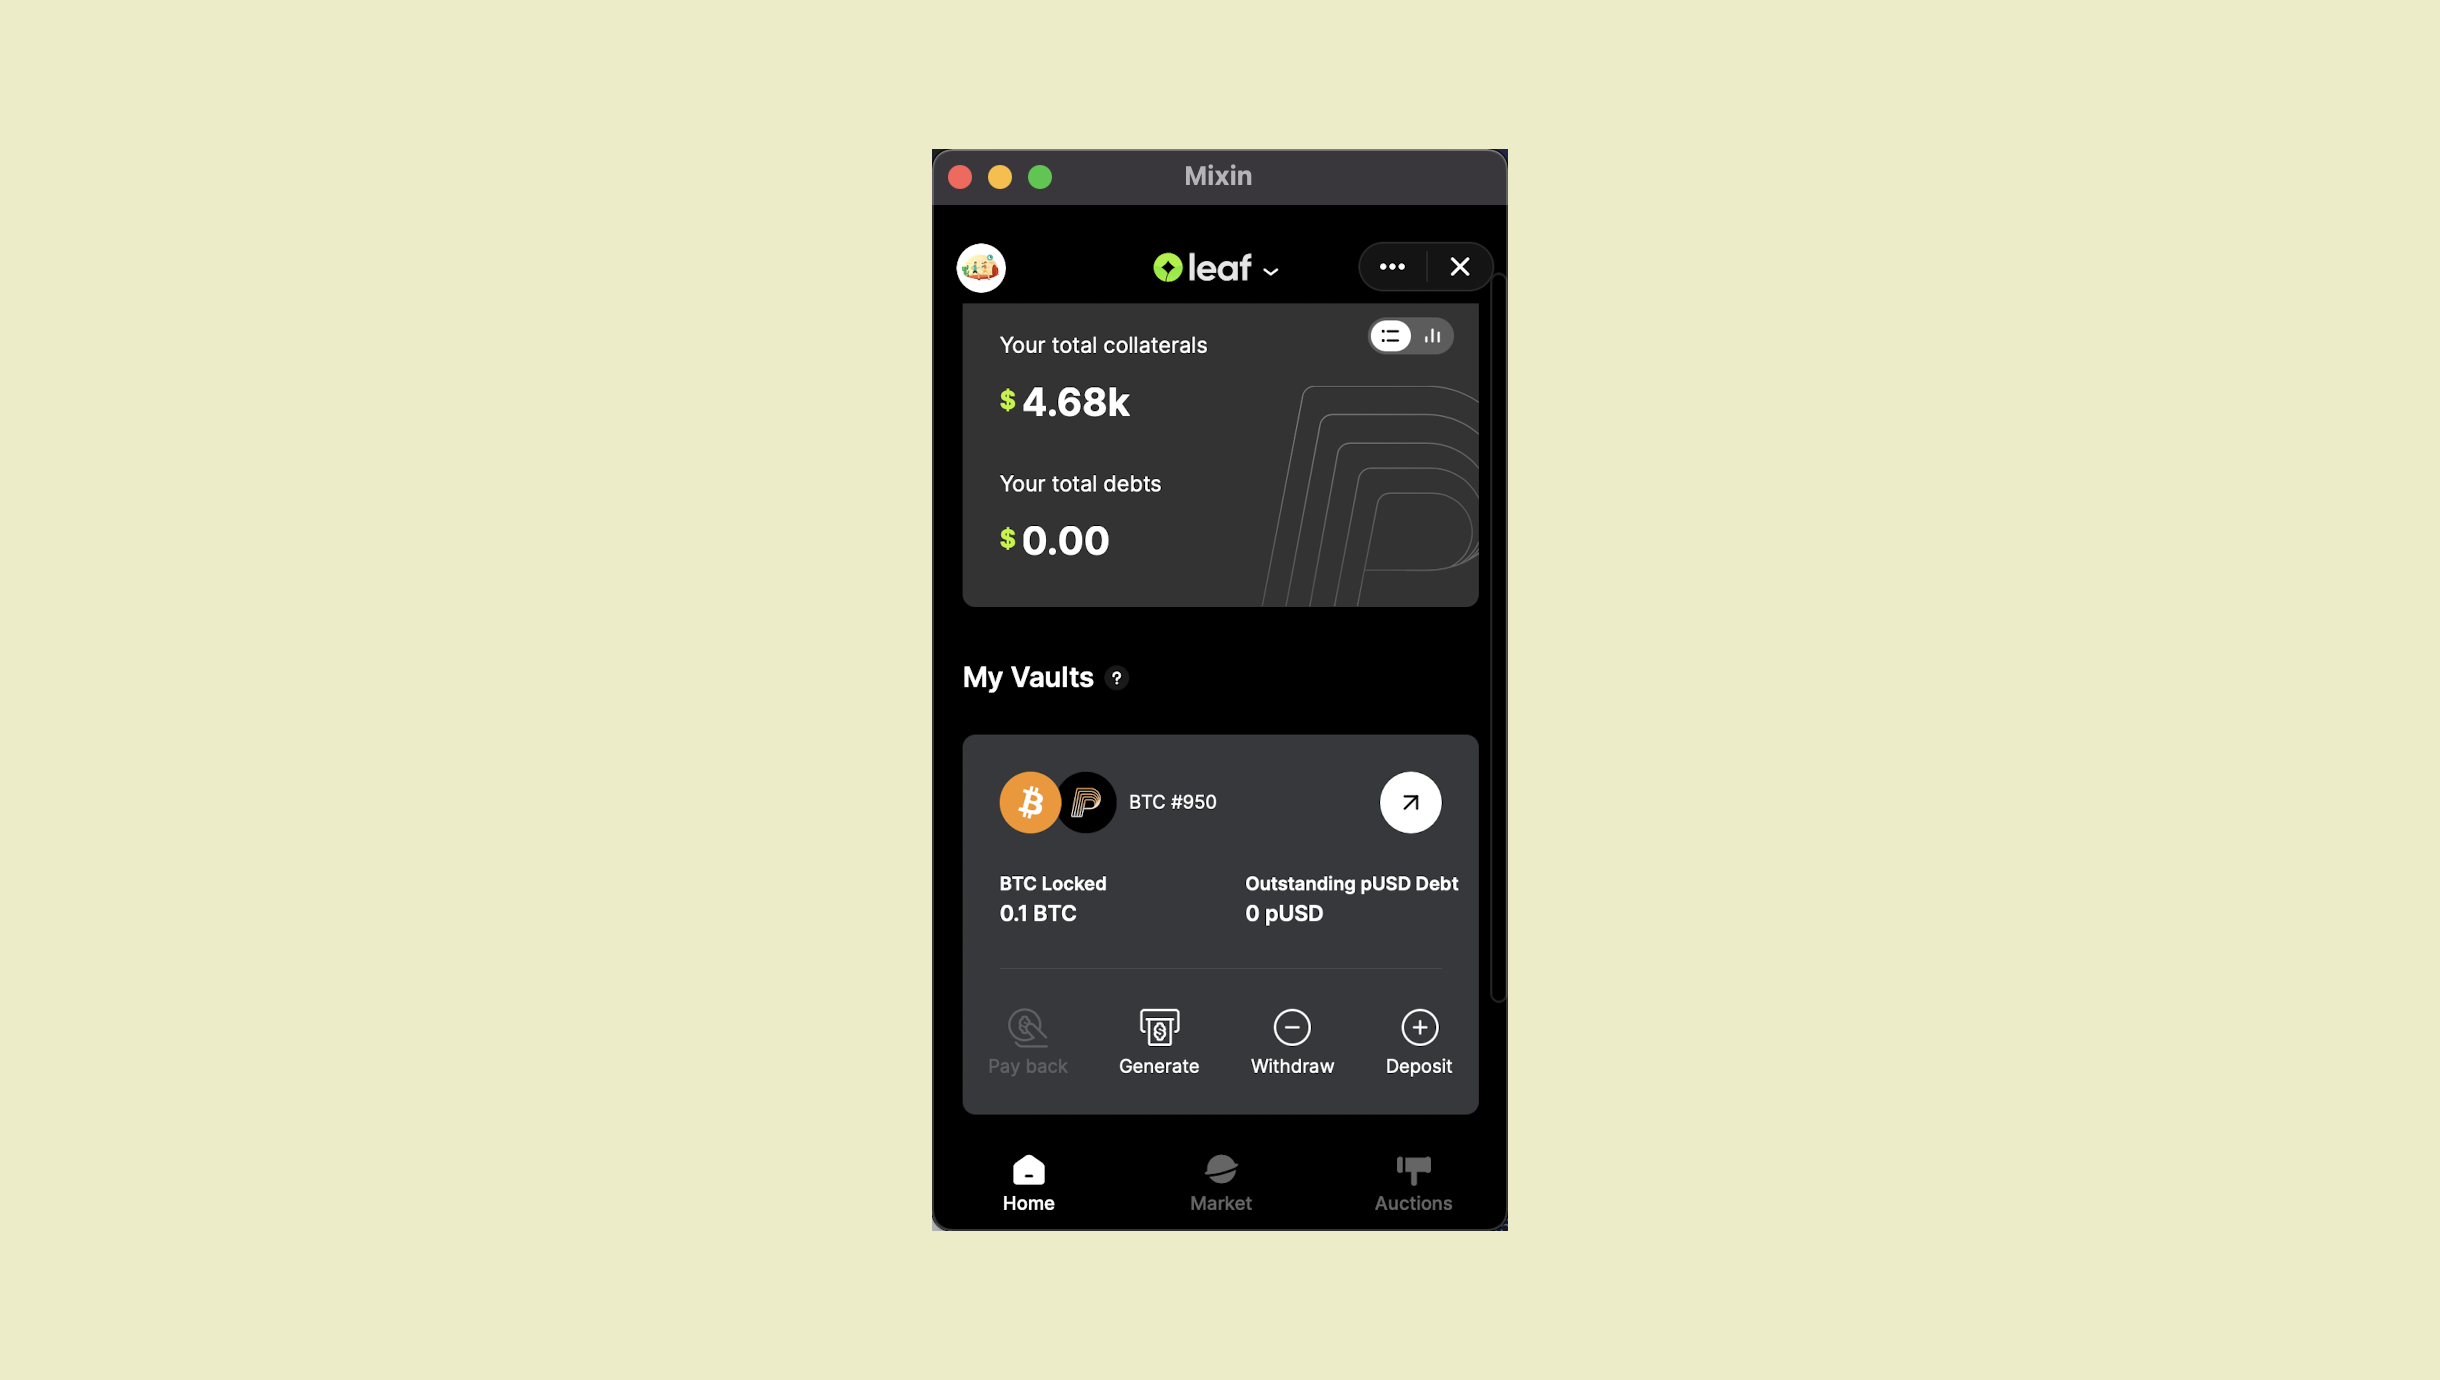 Mixin
leaf
Your total collaterals
$ 4.68k
Your total debts
$ 0.00
My Vaults ?
BTC #950
BTC Locked
Outstanding pUSD Debt
0.1 BTC
0 pUSD
Pay back
Generate
Withdraw
Deposit
Home
Market
Auctions